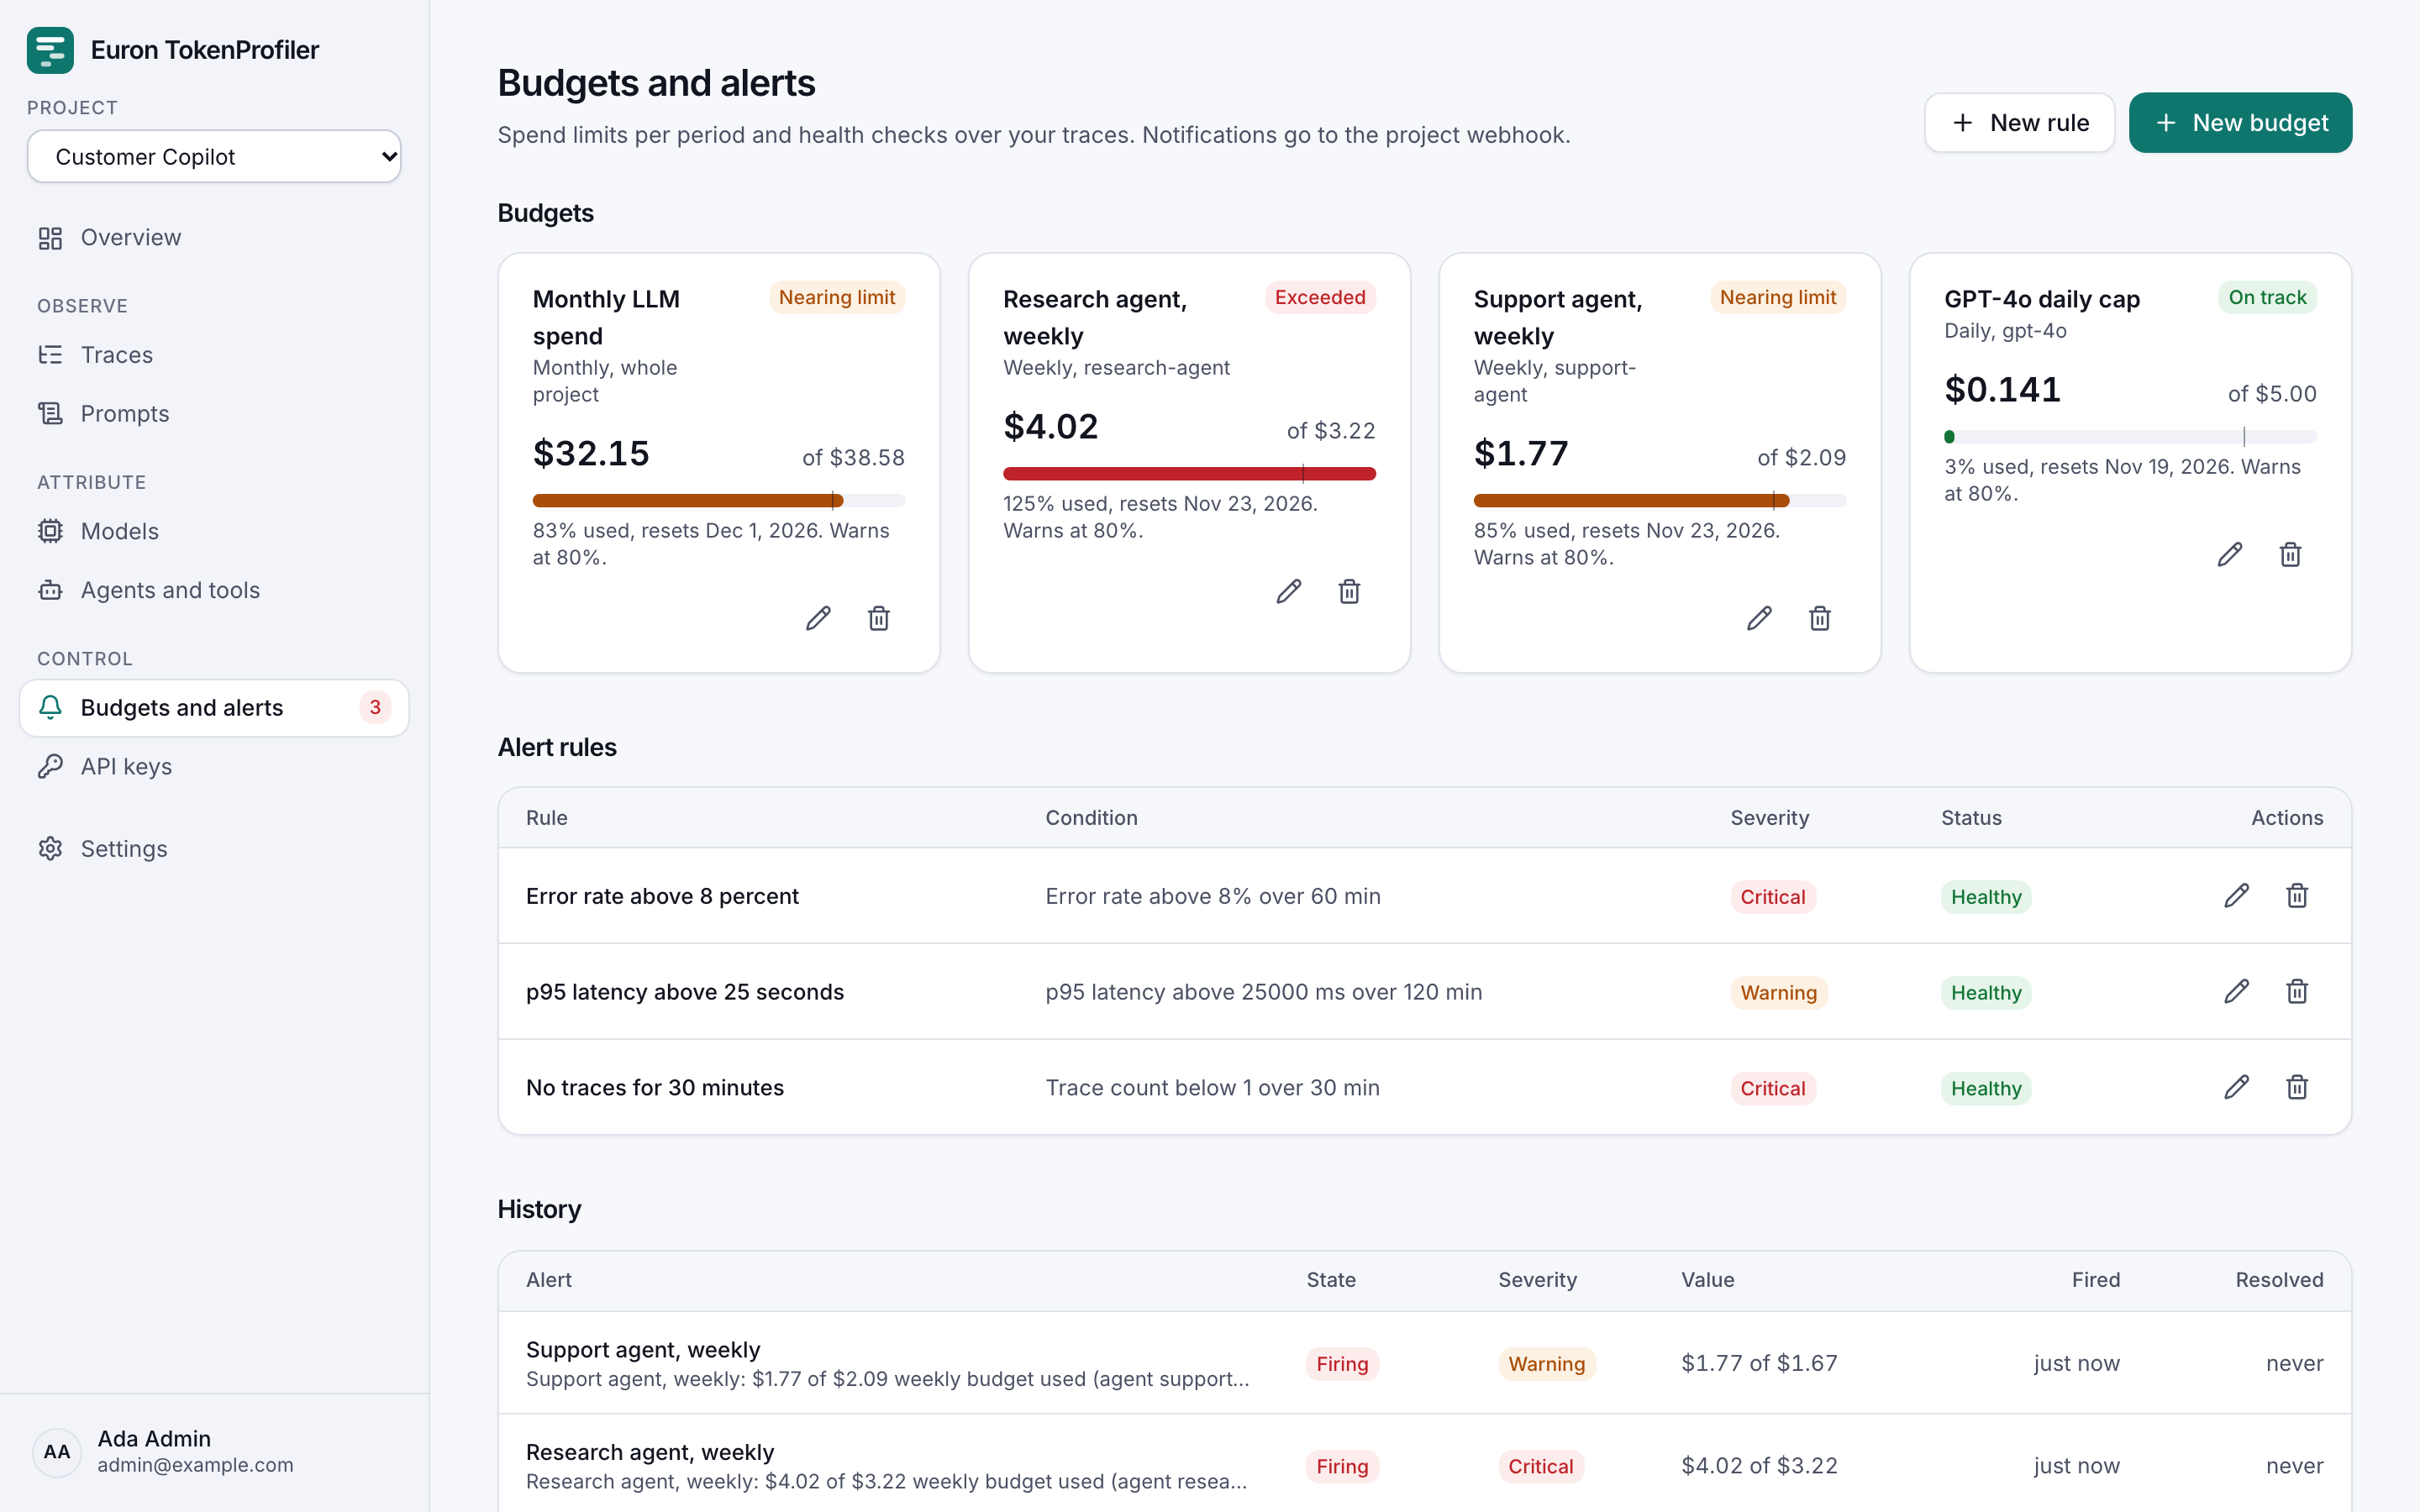 Euron TokenProfiler
PROJECT
Customer Copilot
Overview
OBSERVE
Traces
Prompts
ATTRIBUTE
Models
Agents and tools
CONTROL
Budgets and alerts
3
API keys
Settings
AA
Ada Admin
admin@example.com
Budgets and alerts
Spend limits per period and health checks over your traces. Notifications go to the project webhook.
New rule
New budget
Budgets
Monthly LLM
spend
Nearing limit
Monthly, whole
project
$32.15
of $38.58
83% used, resets Dec 1, 2026. Warns
at 80%.
Research agent,
weekly
Exceeded
Weekly, research-agent
$4.02
of $3.22
125% used, resets Nov 23, 2026.
Warns at 80%.
Support agent,
weekly
Nearing limit
Weekly, support-
agent
$1.77
of $2.09
85% used, resets Nov 23, 2026.
Warns at 80%.
GPT-4o daily cap
On track
Daily, gpt-4o
$0.141
of $5.00
3% used, resets Nov 19, 2026. Warns
at 80%.
Alert rules
Rule Condition Severity Status Actions
Error rate above 8 percent Error rate above 8% over 60 min Critical Healthy
p95 latency above 25 seconds p95 latency above 25000 ms over 120 min Warning Healthy
No traces for 30 minutes Trace count below 1 over 30 min Critical Healthy
History
Alert State Severity Value Fired Resolved
Support agent, weekly
Support agent, weekly: $1.77 of $2.09 weekly budget used (agent support...
Firing Warning $1.77 of $1.67 just now never
Research agent, weekly
Research agent, weekly: $4.02 of $3.22 weekly budget used (agent resea...
Firing Critical $4.02 of $3.22 just now never